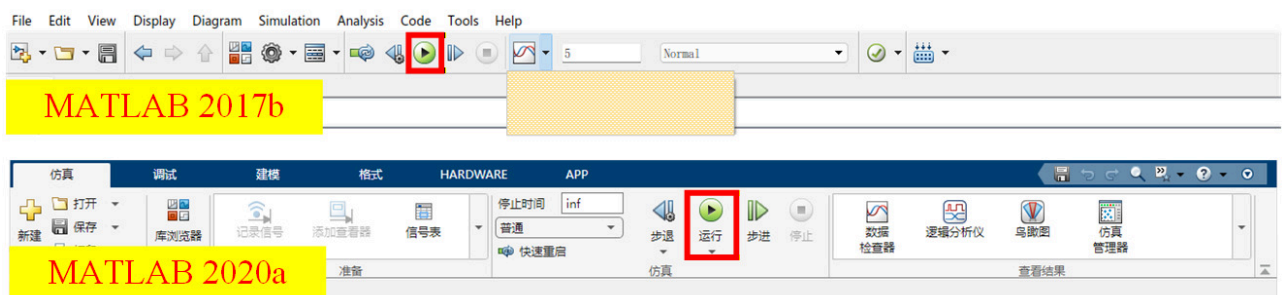 File Edit View Display Diagram Simulation Analysis Code Tools Help
5 Normal
MATLAB 2017b
仿真 调试 建模 格式 HARDWARE APP
新建 打开 保存 库浏览器 记录信号 添加查看器 信号表 停止时间 inf 普通 快速重启 步退 运行 步进 停止 数据检查器 逻辑分析仪 鸟瞰图 仿真管理器
MATLAB 2020a
准备 仿真 查看结果